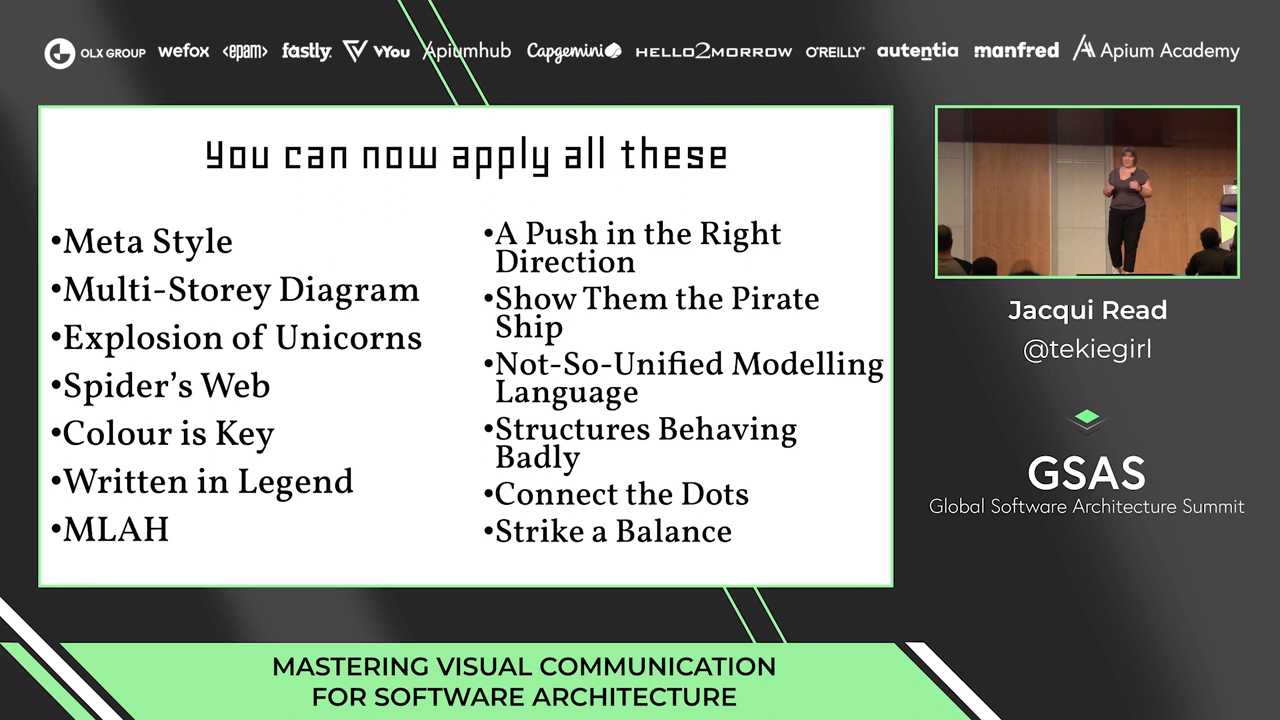 OLX GROUP wefox <epam> fastly. VYou Apiumhub Capgemini HELLO2MORROW O'REILLY® autentia manfred Apium Academy
You can now apply all these
•Meta Style
•Multi-Storey Diagram
•Explosion of Unicorns
•Spider’s Web
•Colour is Key
•Written in Legend
•MLAH
•A Push in the Right
Direction
•Show Them the Pirate
Ship
•Not-So-Unified Modelling
Language
•Structures Behaving
Badly
•Connect the Dots
•Strike a Balance
Jacqui Read
@tekiegirl
GSAS
Global Software Architecture Summit
MASTERING VISUAL COMMUNICATION
FOR SOFTWARE ARCHITECTURE